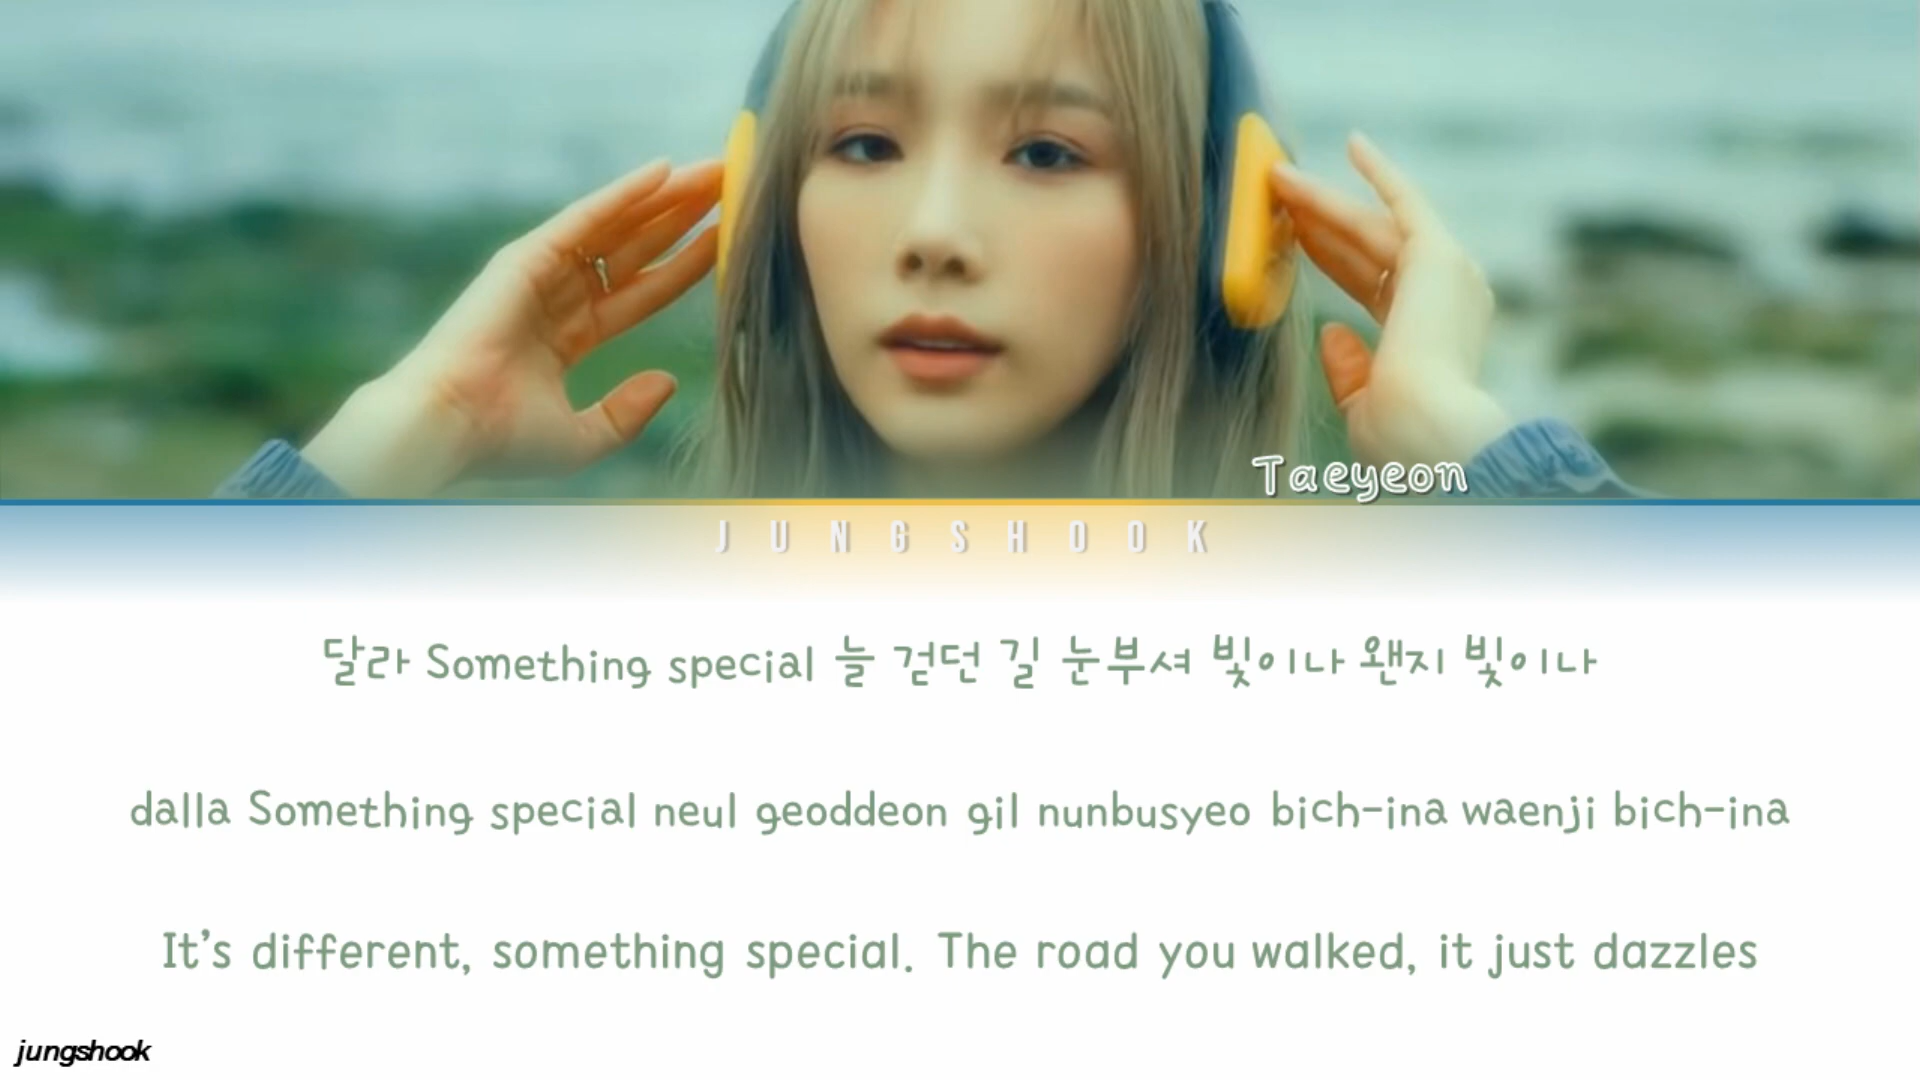 Taeyeon
JUNGSHOOK
달라 Something special 늘 걷던 길 눈부셔 빛이나 왠지 빛이나
dalla Something special neul geoddeon gil nunbusyeo bich-ina waenji bich-ina
It's different, something special. The road you walked, it just dazzles
jungshook